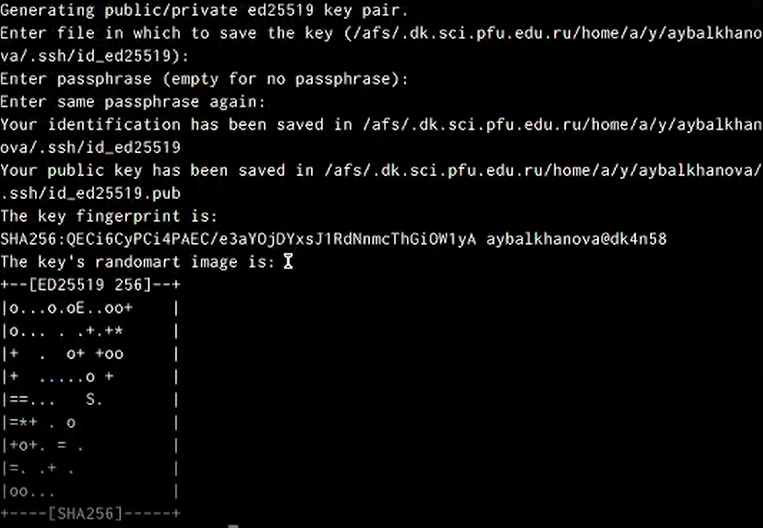 Generating public/private ed25519 key pair.
Enter file in which to save the key (/afs/.dk.sci.pfu.edu.ru/home/a/y/aybalkhano
va/.ssh/id_ed25519):
Enter passphrase (empty for no passphrase):
Enter same passphrase again:
Your identification has been saved in /afs/.dk.sci.pfu.edu.ru/home/a/y/aybalkhan
ova/.ssh/id_ed25519
Your public key has been saved in /afs/.dk.sci.pfu.edu.ru/home/a/y/aybalkhanova/
.ssh/id_ed25519.pub
The key fingerprint is:
SHA256:QECi6CyPCi4PAEC/e3aYOjDYxsJ1RdNnmcThGiOW1yA aybalkhanova@dk4n58
The key's randomart image is:
+--[ED25519 256]--+
|o...o.oE..oo+    |
|o... . .+.+*     |
|+  .  o+ +oo     |
|+  .....o +      |
|==...   S.       |
|=*+ . o          |
|+o+. = .         |
|=. .+ .          |
|oo...            |
+----[SHA256]-----+